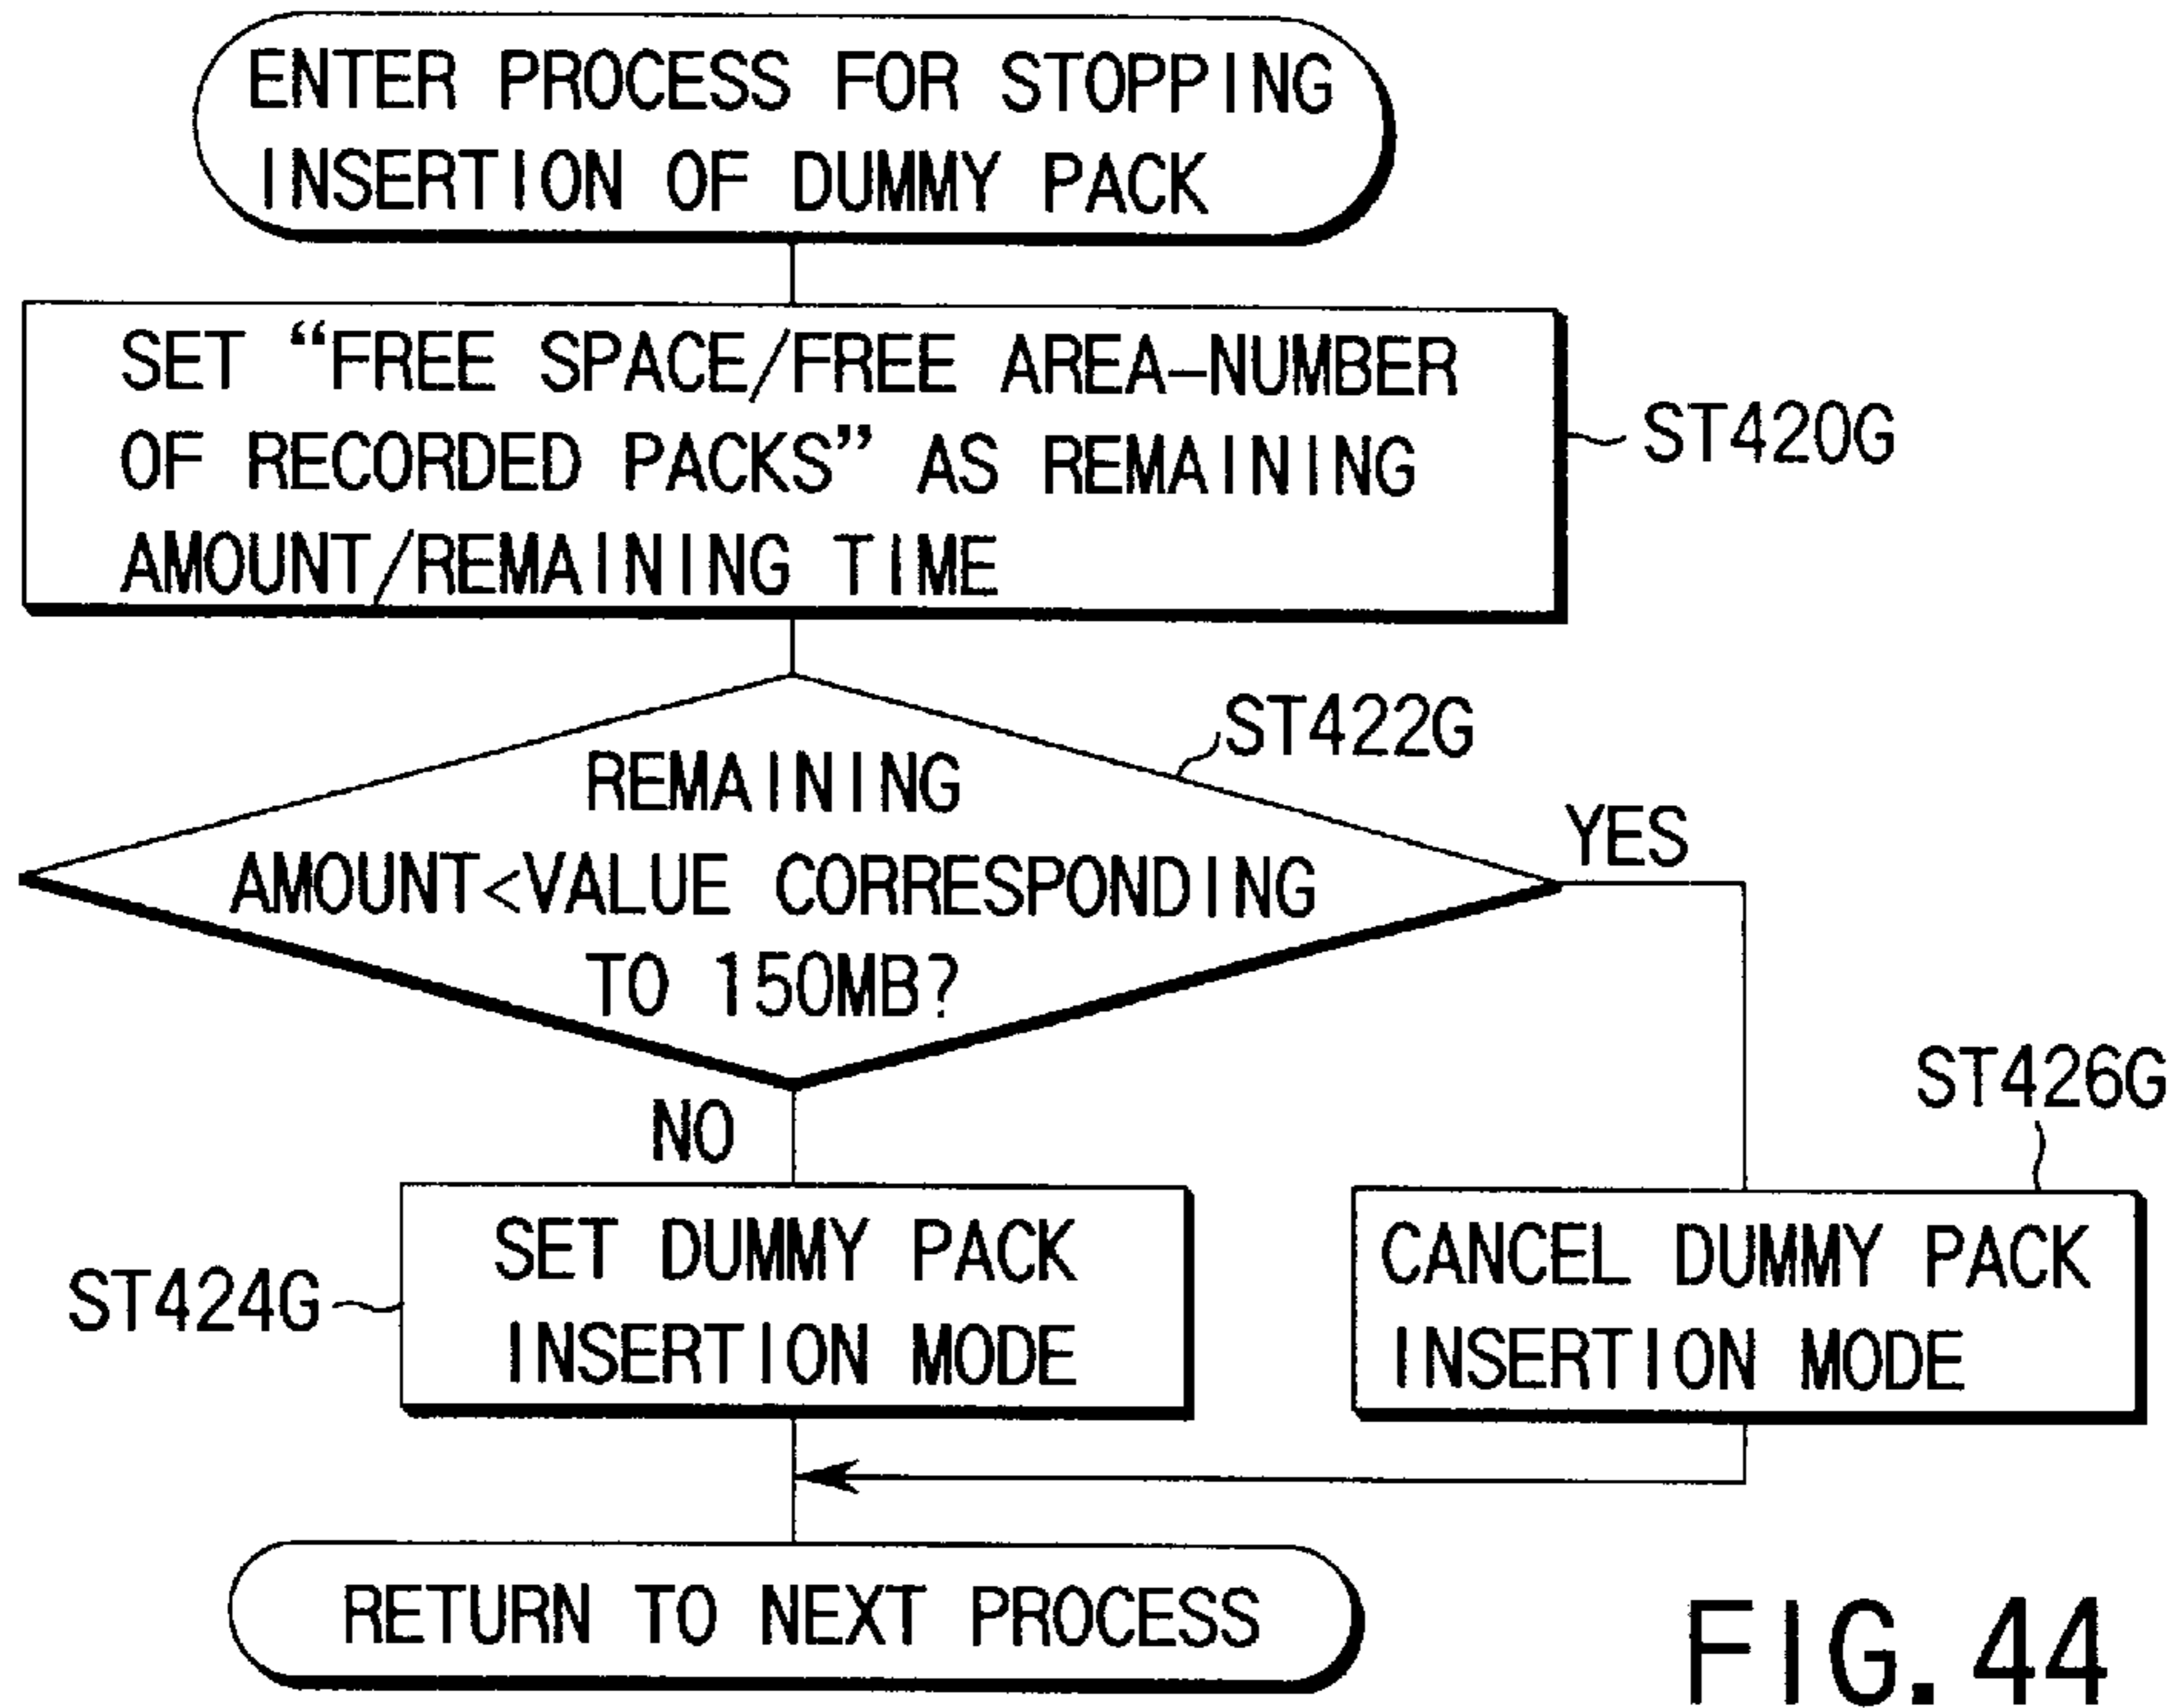 ENTER PROCESS FOR STOPPING
INSERTION OF DUMMY PACK
SET “FREE SPACE/FREE AREA-NUMBER
OF RECORDED PACKS” AS REMAINING
AMOUNT/REMAINING TIME
ST420G
ST422G
REMAINING
AMOUNT<VALUE CORRESPONDING
TO 150MB?
YES
NO
ST426G
SET DUMMY PACK
INSERTION MODE
ST424G
CANCEL DUMMY PACK
INSERTION MODE
RETURN TO NEXT PROCESS
FIG. 44